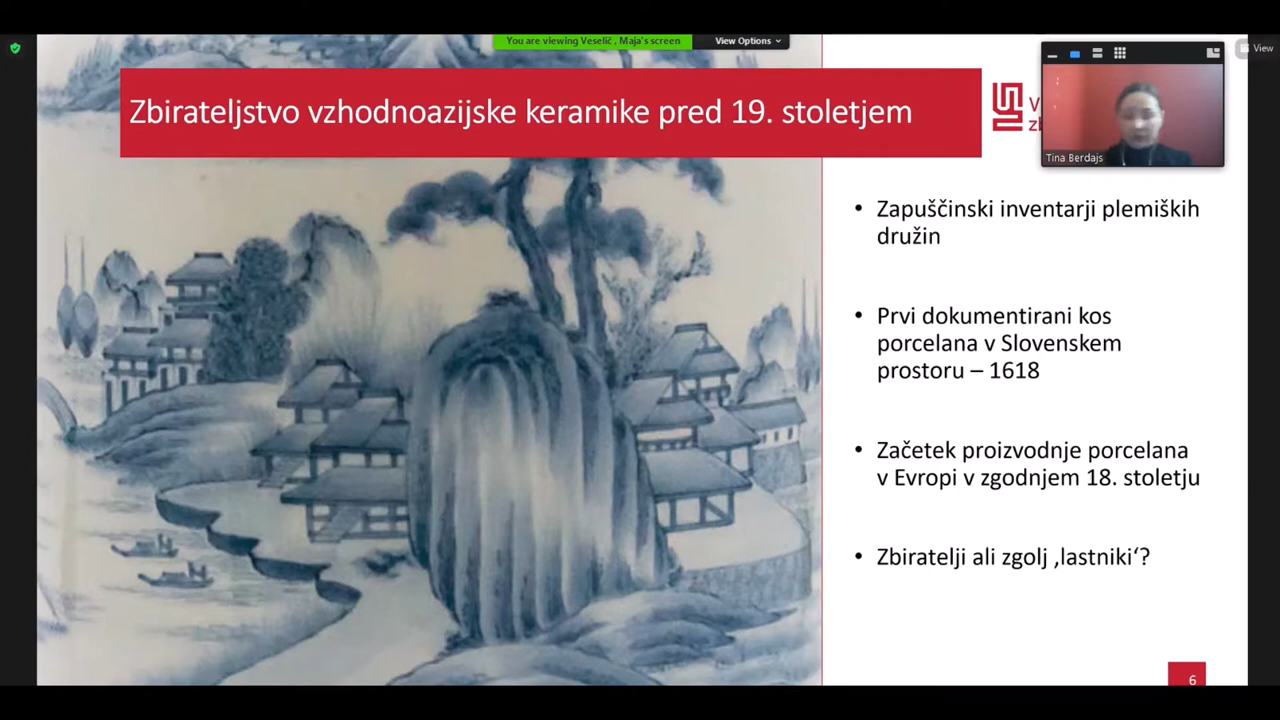 You are viewing Veselič , Maja's screen
View Options
View
Zbirateljstvo vzhodnoazijske keramike pred 19. stoletjem
Tina Berdajs
• Zapuščinski inventarji plemiških
družin
• Prvi dokumentirani kos
porcelana v Slovenskem
prostoru – 1618
• Začetek proizvodnje porcelana
v Evropi v zgodnjem 18. stoletju
• Zbiratelji ali zgolj ‚lastniki‘?
6